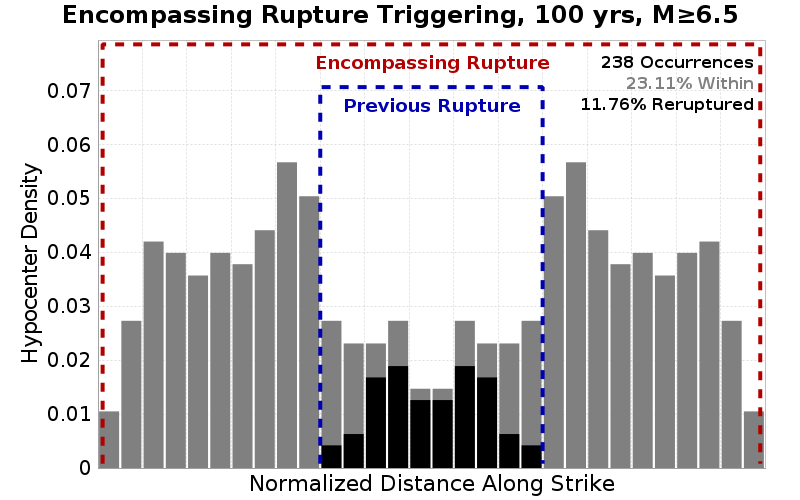 Encompassing Rupture Triggering, 100 yrs, M≥6.5
Encompassing Rupture
238 Occurrences
23.11% Within
Previous Rupture
11.76% Reruptured
0.07
0.06
0.05
0.04
0.03
0.02
0.01
0
Hypocenter Density
Normalized Distance Along Strike